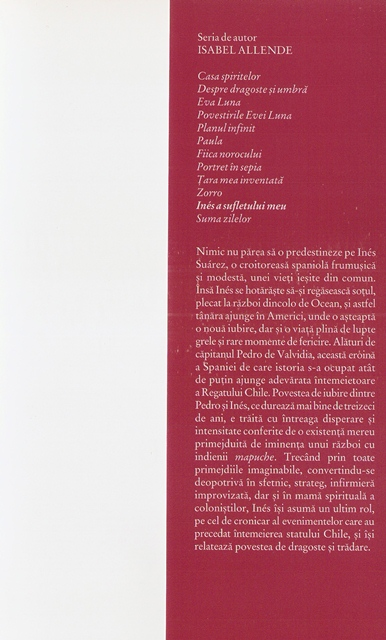 Seria de autor
ISABEL ALLENDE
Casa spiritelor
Despre dragoste și umbră
Eva Luna
Povestirile Evei Luna
Planul infinit
Paula
Fiica norocului
Portret în sepia
Țara mea inventată
Zorro
Inés a sufletului meu
Suma zilelor
Nimic nu părea să o predestineze pe Inés
Suárez, o croitoreasă spaniolă frumușică
și modestă, unei vieți ieșite din comun.
Însă Inés se hotărăște să-și regăsească soțul,
plecat la război dincolo de Ocean, și astfel
tânăra ajunge în Americi, unde o așteaptă
o nouă iubire, dar și o viață plină de lupte
grele și rare momente de fericire. Alături de
căpitanul Pedro de Valvidia, această eroină
a Spaniei de care istoria s-a ocupat atât
de puțin ajunge adevărata întemeietoare
a Regatului Chile. Povestea de iubire dintre
Pedro și Inés, ce durează mai bine de treizeci
de ani, e trăită cu întreaga disperare și
intensitate conferite de o existență mereu
primejduită de iminența unui război cu
indienii mapuche. Trecând prin toate
primejdiile imaginabile, convertindu-se
deopotrivă în sfetnic, strateg, infirmieră
improvizată, dar și în mamă spirituală a
coloniștilor, Inés își asumă un ultim rol,
pe cel de cronicar al evenimentelor care au
precedat întemeierea statului Chile, și își
relatează povestea de dragoste și trădare.